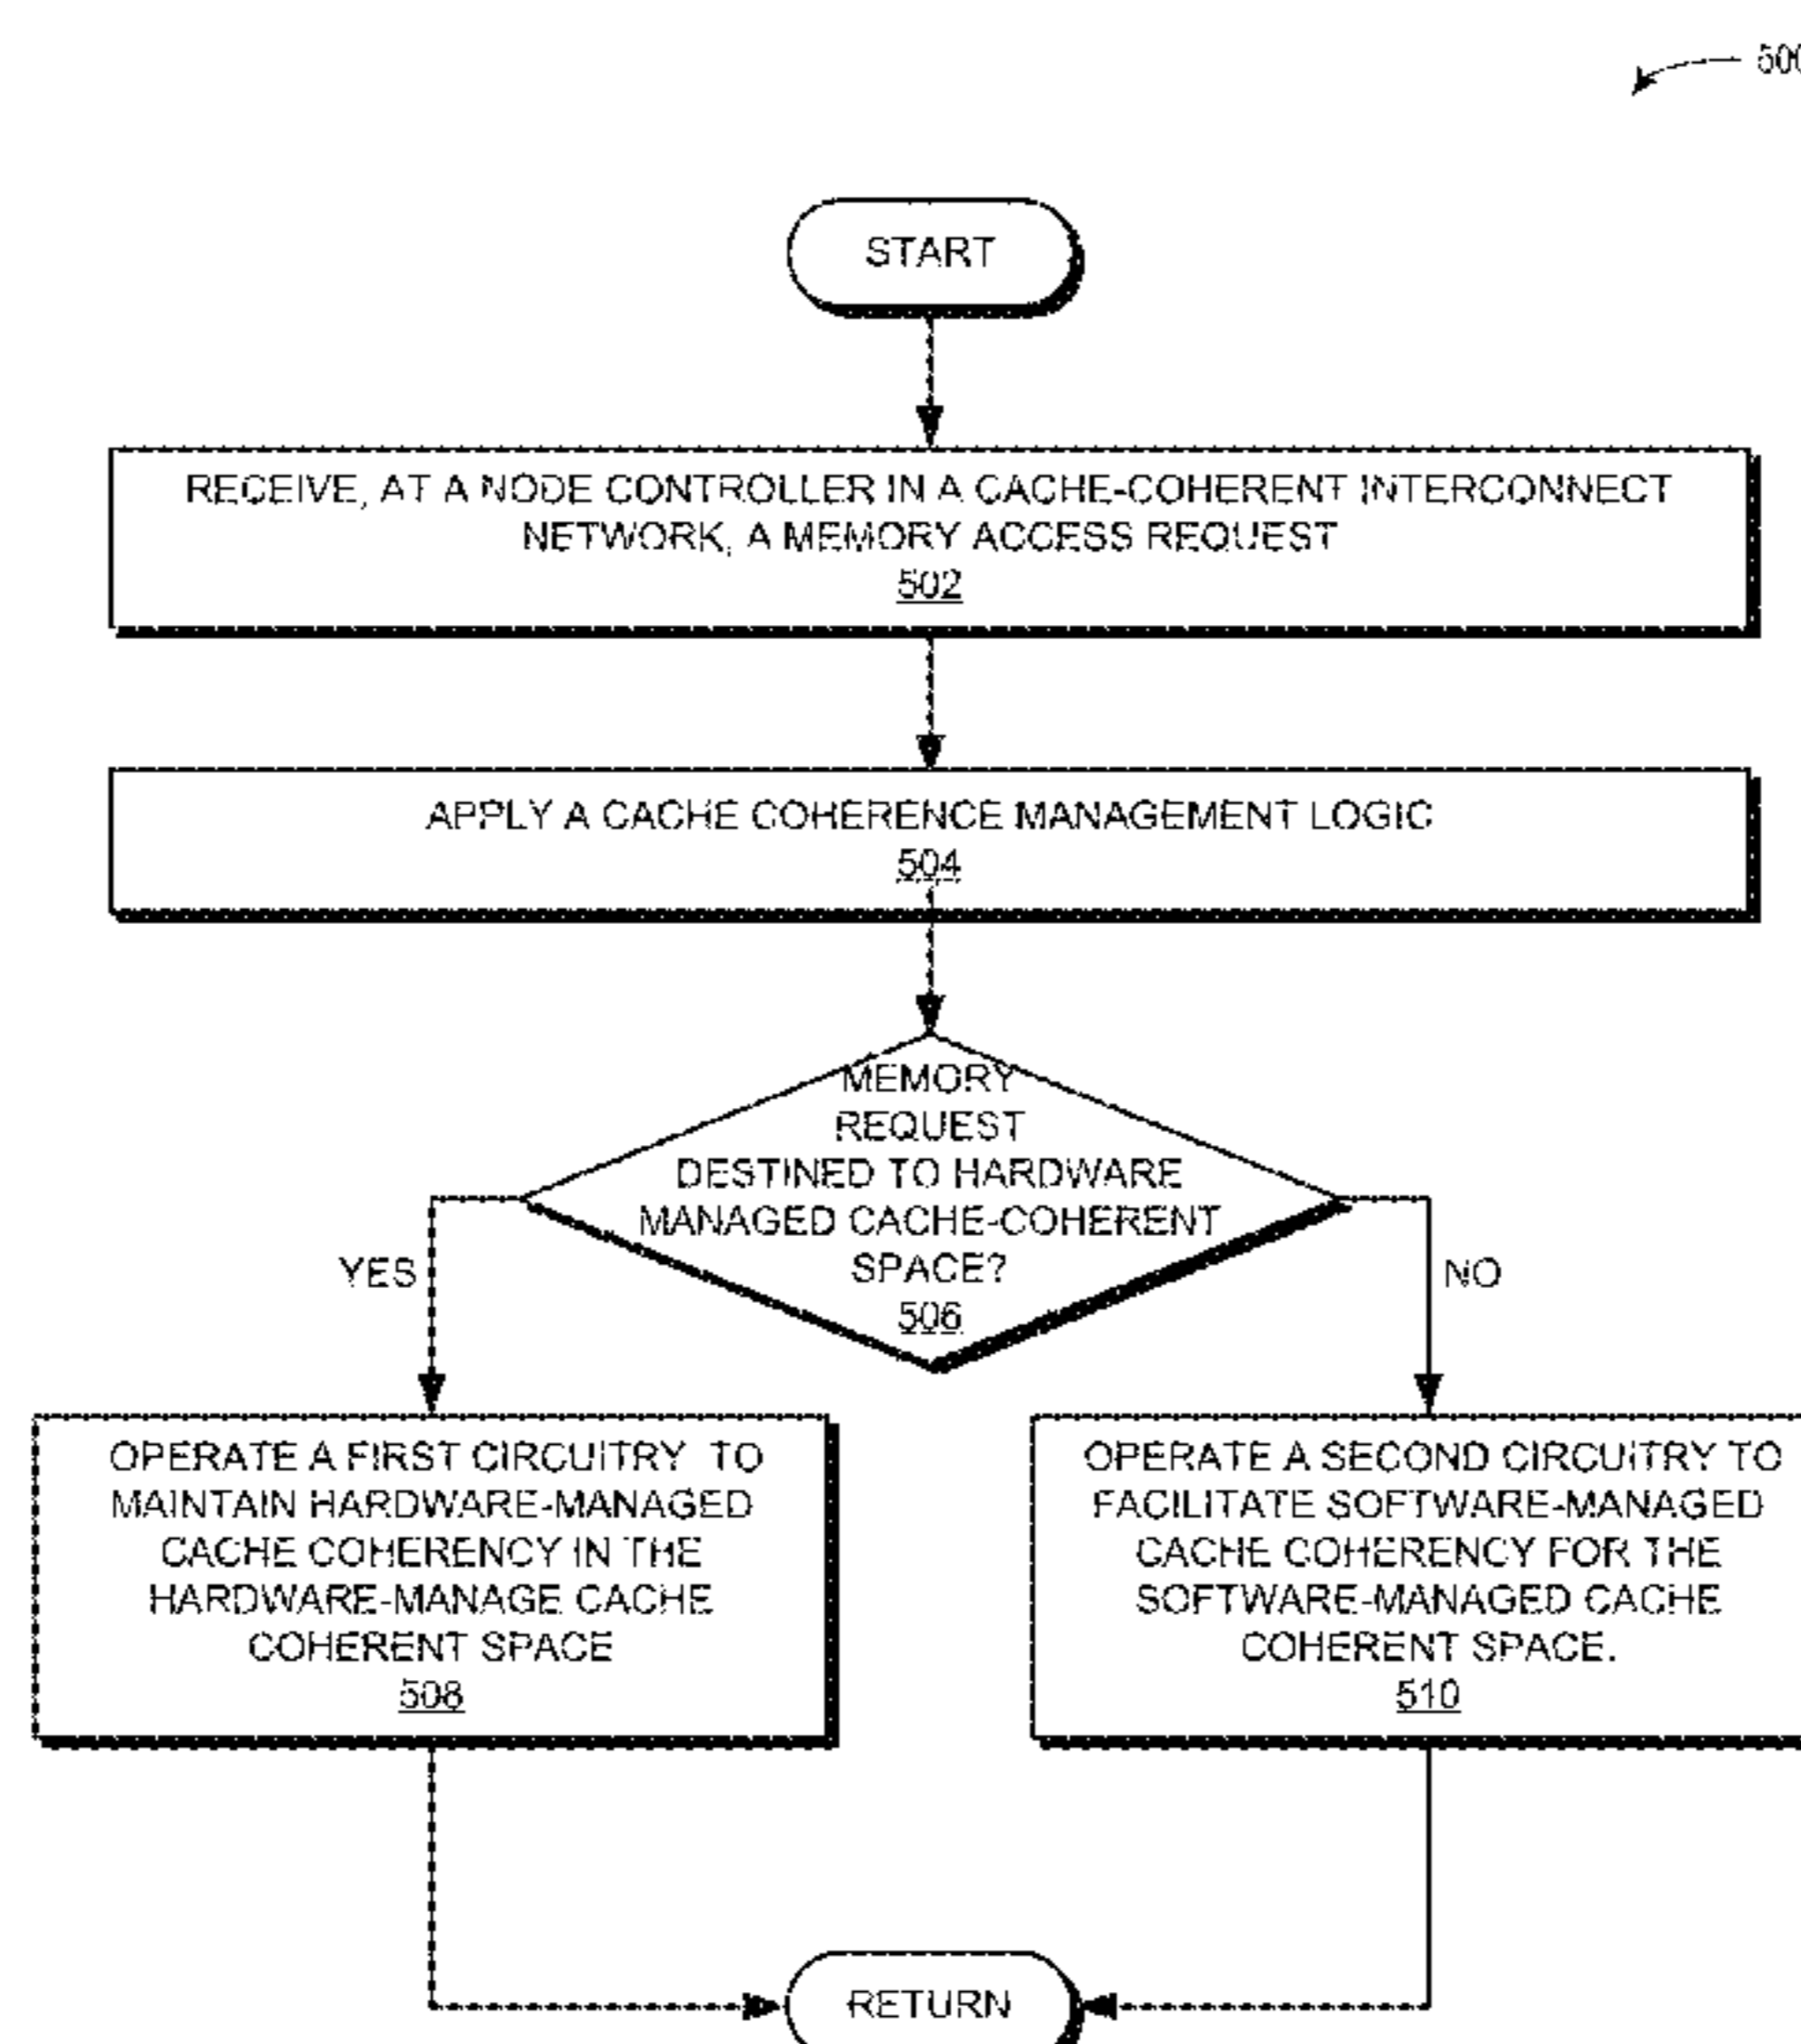 500
START
RECEIVE, AT A NODE CONTROLLER IN A CACHE-COHERENT INTERCONNECT
NETWORK, A MEMORY ACCESS REQUEST
502
APPLY A CACHE COHERENCE MANAGEMENT LOGIC
504
MEMORY
REQUEST
DESTINED TO HARDWARE
MANAGED CACHE-COHERENT
SPACE?
506
YES
NO
OPERATE A FIRST CIRCUITRY TO
MAINTAIN HARDWARE-MANAGED
CACHE COHERENCY IN THE
HARDWARE-MANAGE CACHE
COHERENT SPACE
508
OPERATE A SECOND CIRCUITRY TO
FACILITATE SOFTWARE-MANAGED
CACHE COHERENCY FOR THE
SOFTWARE-MANAGED CACHE
COHERENT SPACE.
510
RETURN